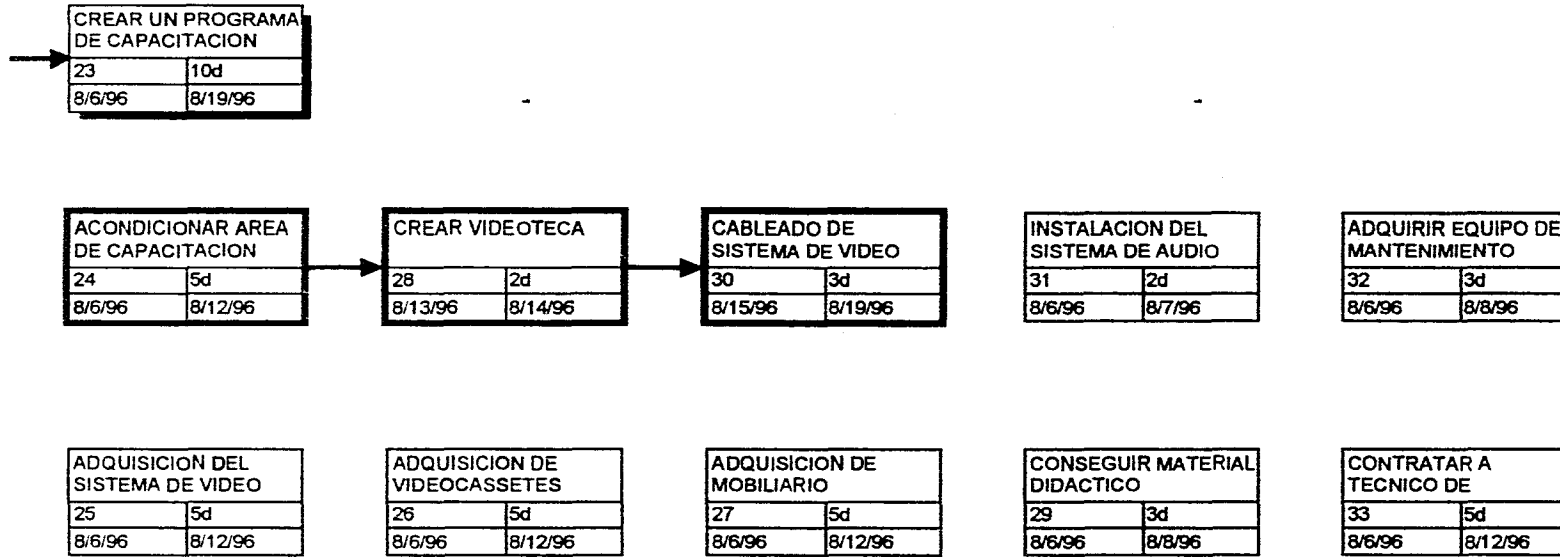 CREAR UN PROGRAMA
DE CAPACITACION
23 10d
8/6/96 8/19/96
ACONDICIONAR AREA
DE CAPACITACION
24 5d
8/6/96 8/12/96
CREAR VIDEOTECA
28 2d
8/13/96 8/14/96
CABLEADO DE
SISTEMA DE VIDEO
30 3d
8/15/96 8/19/96
INSTALACION DEL
SISTEMA DE AUDIO
31 2d
8/6/96 8/7/96
ADQUIRIR EQUIPO DE
MANTENIMIENTO
32 3d
8/6/96 8/8/96
ADQUISICION DEL
SISTEMA DE VIDEO
25 5d
8/6/96 8/12/96
ADQUISICION DE
VIDEOCASSETES
26 5d
8/6/96 8/12/96
ADQUISICION DE
MOBILIARIO
27 5d
8/6/96 8/12/96
CONSEGUIR MATERIAL
DIDACTICO
29 3d
8/6/96 8/8/96
CONTRATAR A
TECNICO DE
33 5d
8/6/96 8/12/96